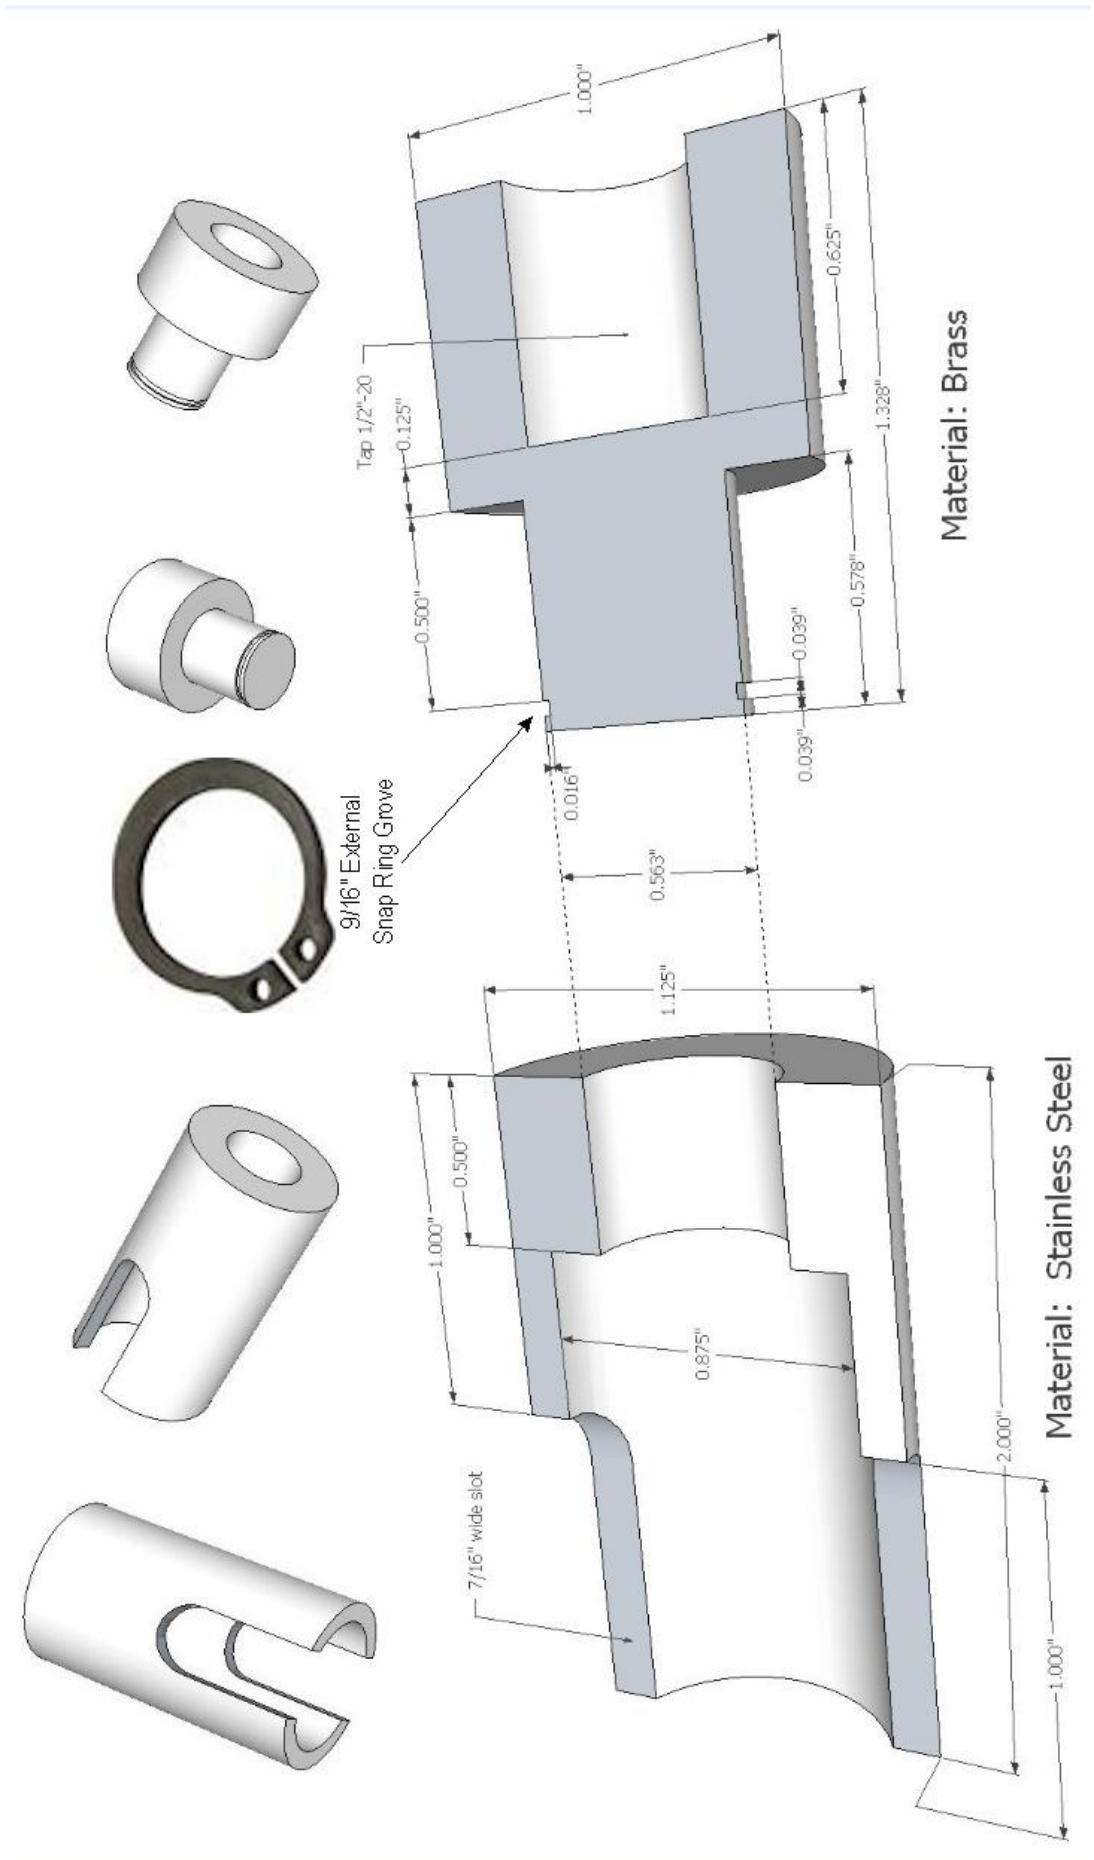 1.000"
Tap 1/2"-20
0.125"
0.625"
1.328"
0.500"
0.578"
0.039"
0.039"
0.016"
Material: Brass
9/16" External
Snap Ring Grove
0.563"
1.125"
1.000"
0.500"
0.875"
2.000"
7/16" wide slot
1.000"
Material: Stainless Steel